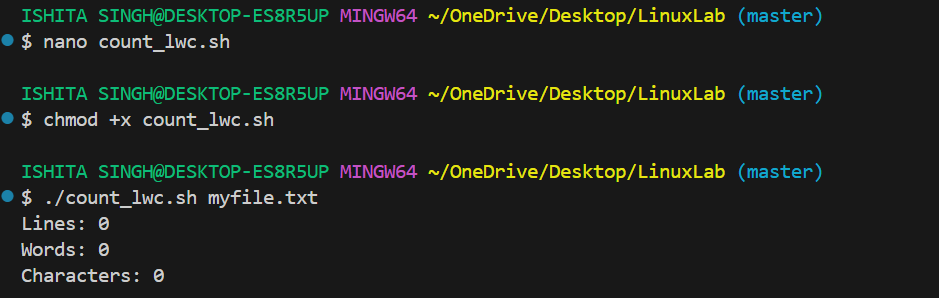 ISHITA SINGH@DESKTOP-ES8R5UP MINGW64 ~/OneDrive/Desktop/LinuxLab (master)
$ nano count_lwc.sh
ISHITA SINGH@DESKTOP-ES8R5UP MINGW64 ~/OneDrive/Desktop/LinuxLab (master)
$ chmod +x count_lwc.sh
ISHITA SINGH@DESKTOP-ES8R5UP MINGW64 ~/OneDrive/Desktop/LinuxLab (master)
$ ./count_lwc.sh myfile.txt
Lines: 0
Words: 0
Characters: 0